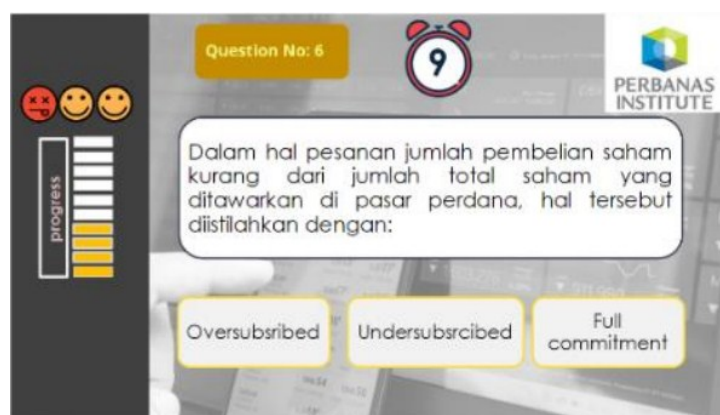 Question No: 6
9
PERBANAS
INSTITUTE
progress
Dalam hal pesanan jumlah pembelian saham
kurang dari jumlah total saham yang
ditawarkan di pasar perdana, hal tersebut
diistilahkan dengan:
Oversubsribed
Undersubsrcibed
Full
commitment